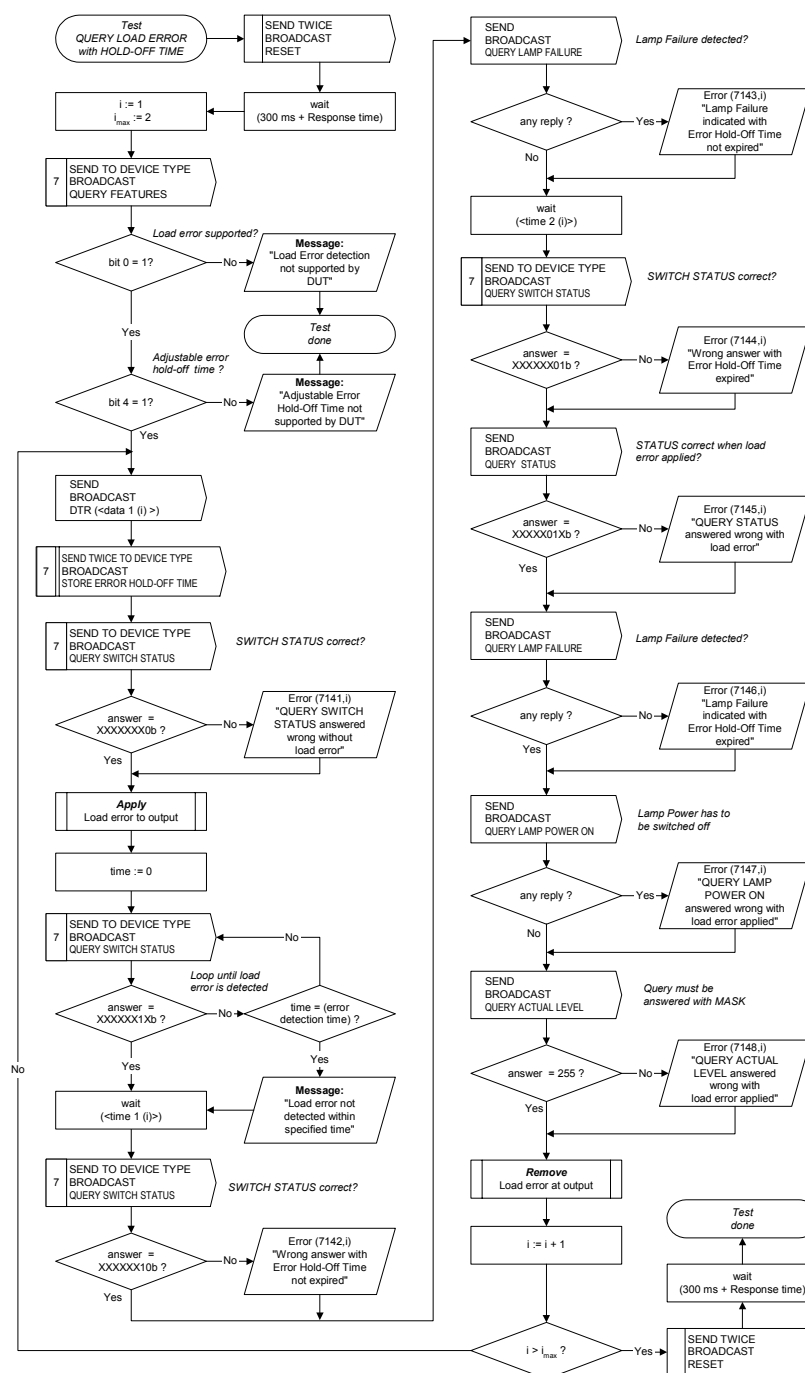 Test
QUERY LOAD ERROR
with HOLD-OFF TIME
SEND TWICE
BROADCAST
RESET
wait
(300 ms + Response time)
i := 1
imax := 2
7
SEND TO DEVICE TYPE
BROADCAST
QUERY FEATURES
Load error supported?
bit 0 = 1?
No
Message:
"Load Error detection
not supported by
DUT"
Yes
Test
done
Adjustable error
hold-off time ?
bit 4 = 1?
No
Message:
"Adjustable Error
Hold-Off Time not
supported by DUT"
Yes
SEND
BROADCAST
DTR (<data 1 (i) >)
7
SEND TWICE TO DEVICE TYPE
BROADCAST
STORE ERROR HOLD-OFF TIME
7
SEND TO DEVICE TYPE
BROADCAST
QUERY SWITCH STATUS
SWITCH STATUS correct?
answer =
XXXXXXX0b ?
No
Error (7141,i)
"QUERY SWITCH
STATUS answered
wrong without
load error"
Yes
Apply
Load error to output
time := 0
7
SEND TO DEVICE TYPE
BROADCAST
QUERY SWITCH STATUS
No
Loop until load
error is detected
answer =
XXXXXX1Xb ?
No
time = (error
detection time) ?
Yes
Yes
No
wait
(<time 1 (i)>)
Message:
"Load error not
detected within
specified time"
7
SEND TO DEVICE TYPE
BROADCAST
QUERY SWITCH STATUS
SWITCH STATUS correct?
answer =
XXXXXX10b ?
No
Error (7142,i)
"Wrong answer with
Error Hold-Off Time
not expired"
Yes
SEND
BROADCAST
QUERY LAMP FAILURE
Lamp Failure detected?
any reply ?
Yes
Error (7143,i)
"Lamp Failure
indicated with
Error Hold-Off Time
not expired"
No
wait
(<time 2 (i)>)
7
SEND TO DEVICE TYPE
BROADCAST
QUERY SWITCH STATUS
SWITCH STATUS correct?
answer =
XXXXXX01b ?
No
Error (7144,i)
"Wrong answer with
Error Hold-Off Time
expired"
Yes
SEND
BROADCAST
QUERY STATUS
STATUS correct when load
error applied?
answer =
XXXXX01Xb ?
No
Error (7145,i)
"QUERY STATUS
answered wrong with
load error"
Yes
SEND
BROADCAST
QUERY LAMP FAILURE
Lamp Failure detected?
any reply ?
No
Error (7146,i)
"Lamp Failure
indicated with
Error Hold-Off Time
expired"
Yes
SEND
BROADCAST
QUERY LAMP POWER ON
Lamp Power has to
be switched off
any reply ?
Yes
Error (7147,i)
"QUERY LAMP
POWER ON
answered wrong with
load error applied"
No
SEND
BROADCAST
QUERY ACTUAL LEVEL
Query must be
answered with MASK
answer = 255 ?
No
Error (7148,i)
"QUERY ACTUAL
LEVEL answered
wrong with
load error applied"
Yes
Remove
Load error at output
i := i + 1
Test
done
wait
(300 ms + Response time)
i > imax ?
Yes
SEND TWICE
BROADCAST
RESET